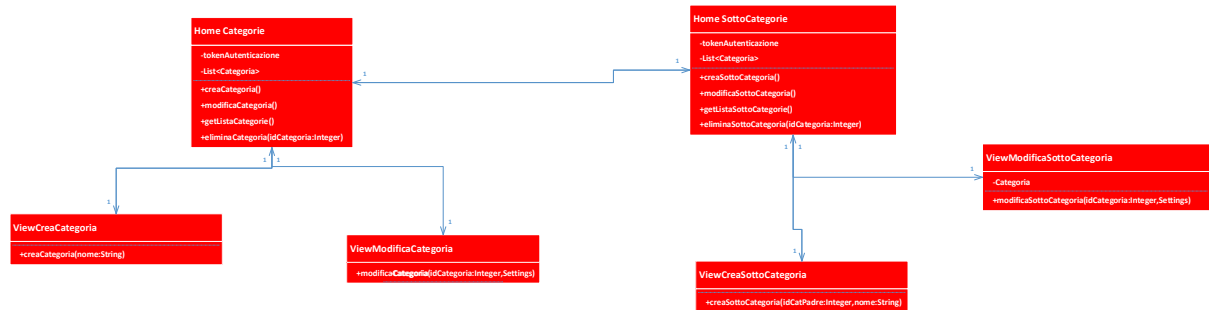 Home Categorie
-tokenAutenticazione
-List<Categoria>
+creaCategoria()
+modificaCategoria()
+getListaCategorie()
+eliminaCategoria(idCategoria:Integer)
Home SottoCategorie
-tokenAutenticazione
-List<Categoria>
+creaSottoCategoria()
+modificaSottoCategoria()
+getListaSottoCategorie()
+eliminaSottoCategoria(idCategoria:Integer)
1
1
1 1
1
1
ViewCreaCategoria
+creaCategoria(nome:String)
ViewModificaCategoria
+modificaCategoria(idCategoria:Integer,Settings)
1 1
1
1
ViewModificaSottoCategoria
-Categoria
+modificaSottoCategoria(idCategoria:Integer,Settings)
ViewCreaSottoCategoria
+creaSottoCategoria(idCatPadre:Integer,nome:String)